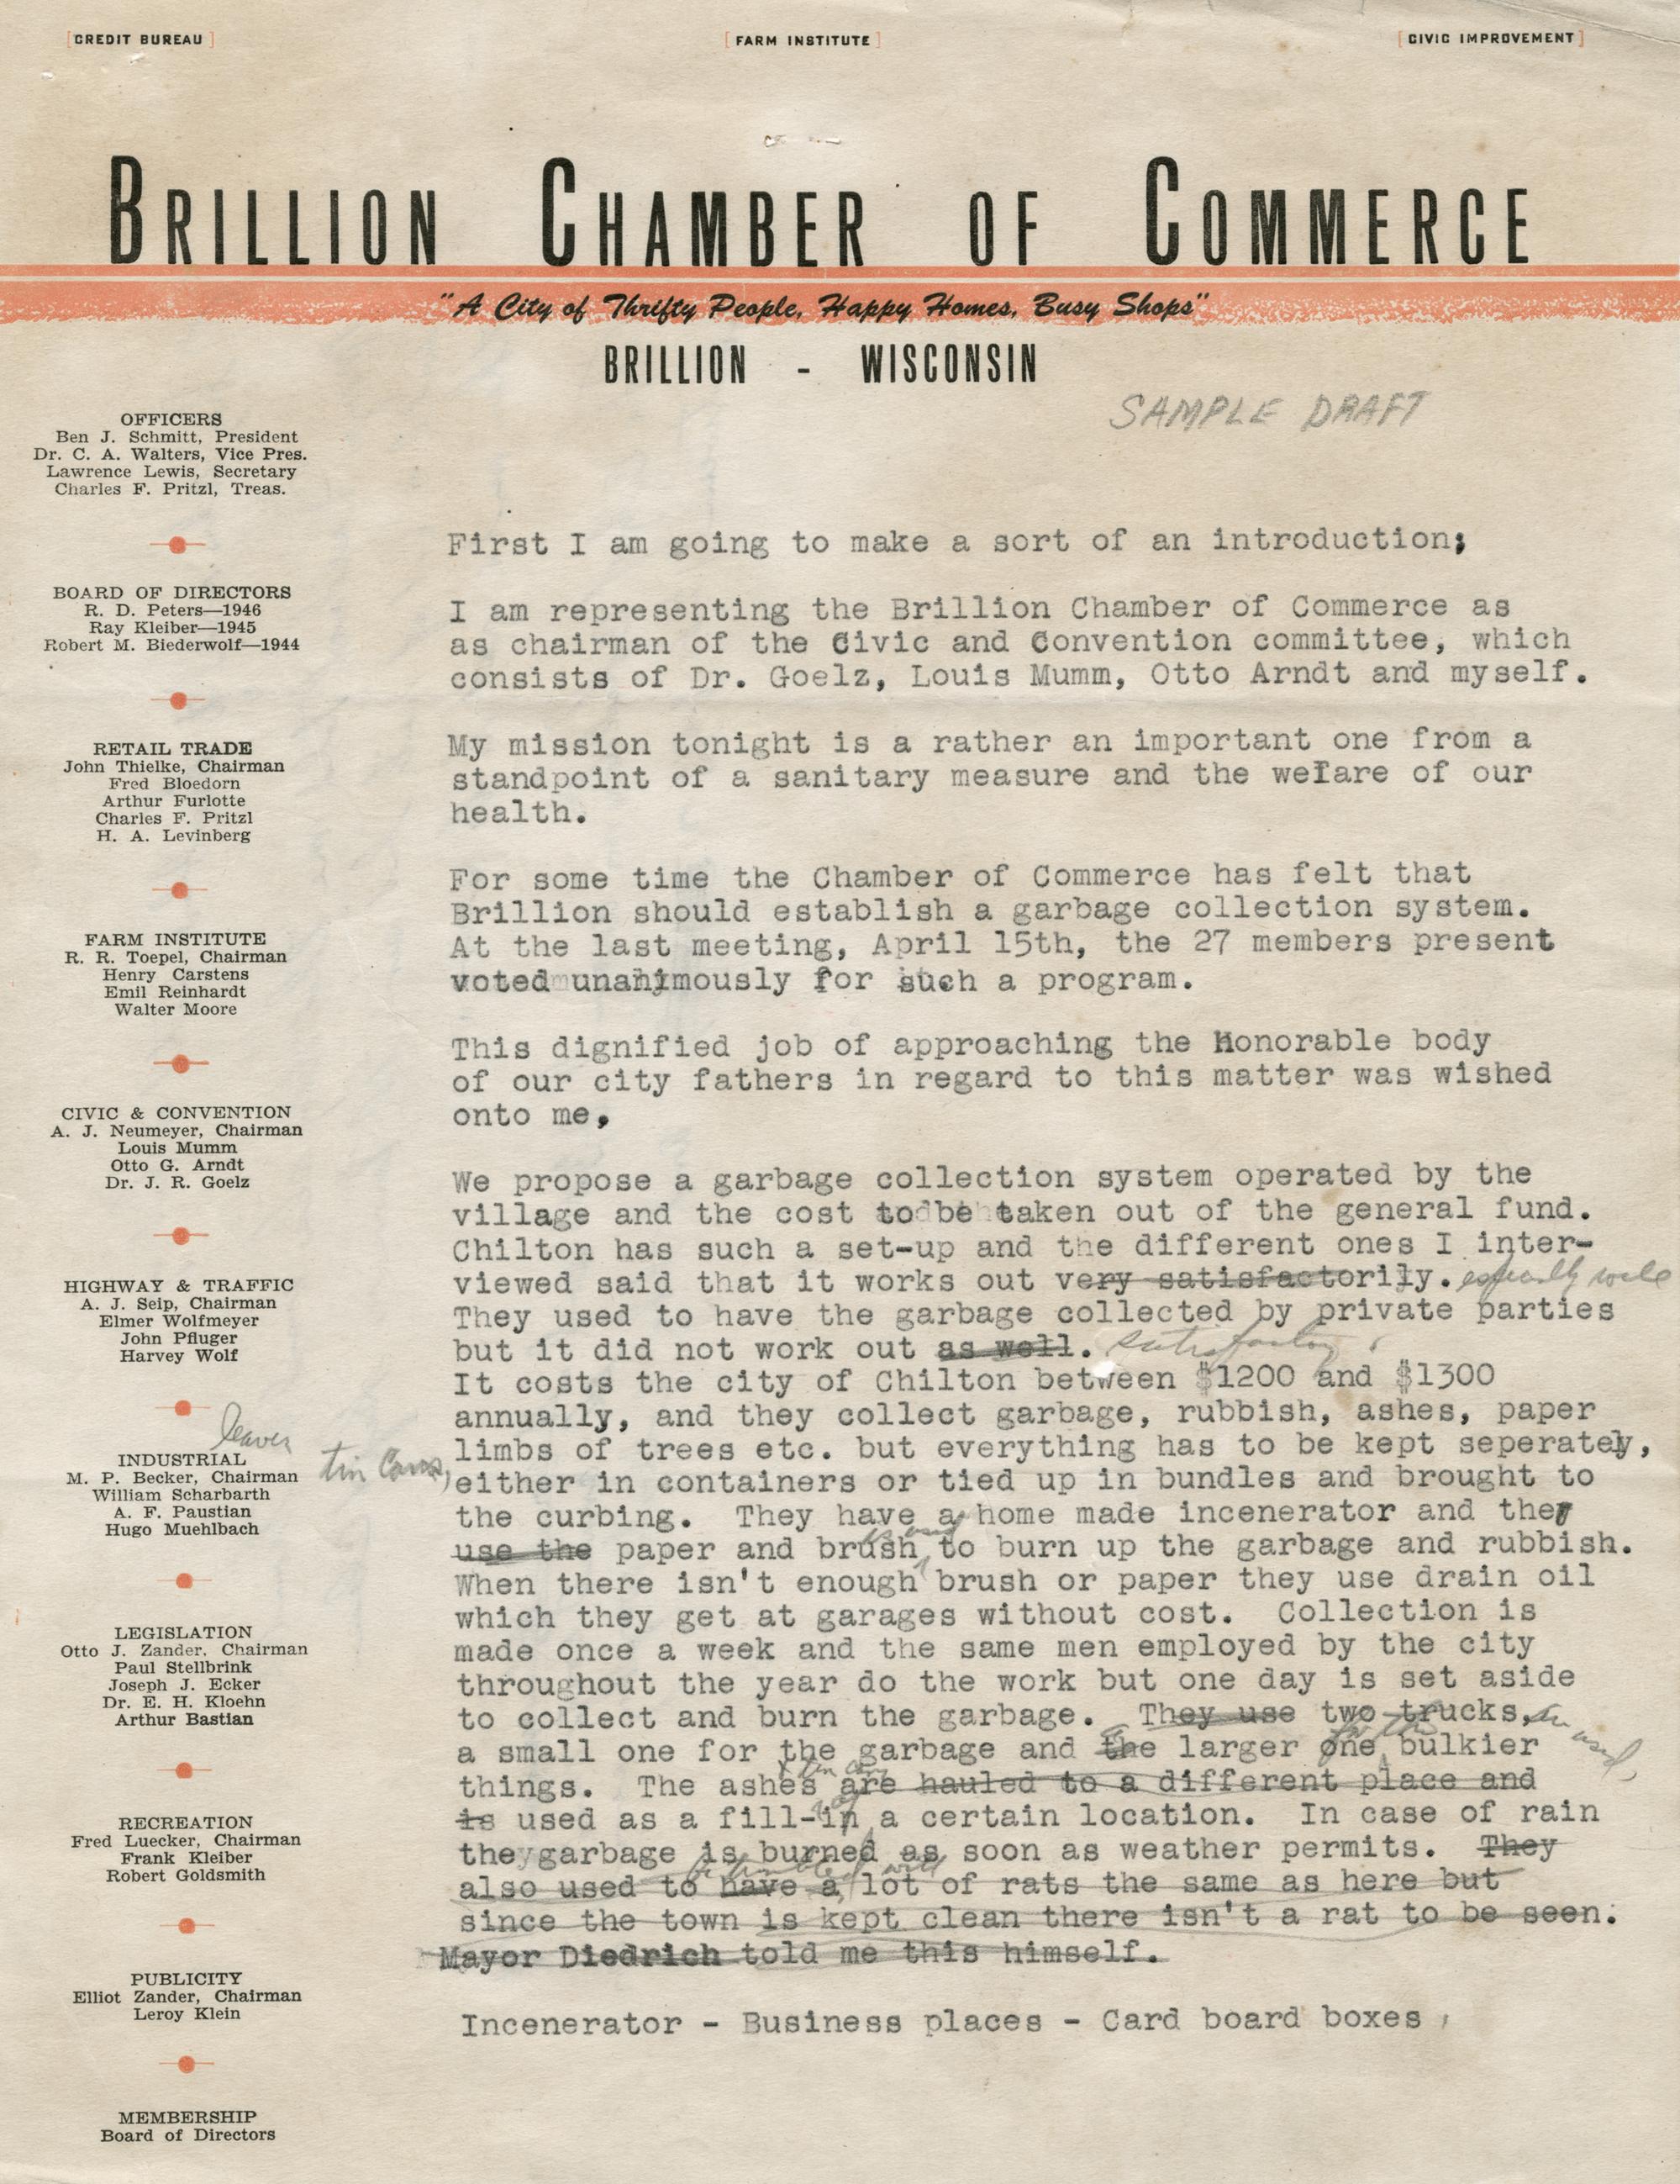 [CREDIT BUREAU]
[FARM INSTITUTE]
[CIVIC IMPROVEMENT]
BRILLION CHAMBER OF COMMERCE
"A City of Thrifty People, Happy Homes, Busy Shops"
BRILLION - WISCONSIN
SAMPLE DRAFT
OFFICERS
Ben J. Schmitt, President
Dr. C. A. Walters, Vice Pres.
Lawrence Lewis, Secretary
Charles F. Pritzl, Treas.
BOARD OF DIRECTORS
R. D. Peters—1946
Ray Kleiber—1945
Robert M. Biederwolf—1944
RETAIL TRADE
John Thielke, Chairman
Fred Bloedorn
Arthur Furlotte
Charles F. Pritzl
H. A. Levinberg
FARM INSTITUTE
R. R. Toepel, Chairman
Henry Carstens
Emil Reinhardt
Walter Moore
CIVIC & CONVENTION
A. J. Neumeyer, Chairman
Louis Mumm
Otto G. Arndt
Dr. J. R. Goelz
HIGHWAY & TRAFFIC
A. J. Seip, Chairman
Elmer Wolfmeyer
John Pfluger
Harvey Wolf
INDUSTRIAL
M. P. Becker, Chairman
William Scharbarth
A. F. Paustian
Hugo Muehlbach
LEGISLATION
Otto J. Zander, Chairman
Paul Stellbrink
Joseph J. Ecker
Dr. E. H. Kloehn
Arthur Bastian
RECREATION
Fred Luecker, Chairman
Frank Kleiber
Robert Goldsmith
PUBLICITY
Elliot Zander, Chairman
Leroy Klein
MEMBERSHIP
Board of Directors
First I am going to make a sort of an introduction;
I am representing the Brillion Chamber of Commerce as
as chairman of the Civic and Convention committee, which
consists of Dr. Goelz, Louis Mumm, Otto Arndt and myself.
My mission tonight is a rather an important one from a
standpoint of a sanitary measure and the welfare of our
health.
For some time the Chamber of Commerce has felt that
Brillion should establish a garbage collection system.
At the last meeting, April 15th, the 27 members present
voted unanimously for such a program.
This dignified job of approaching the Honorable body
of our city fathers in regard to this matter was wished
onto me,
We propose a garbage collection system operated by the
village and the cost to be taken out of the general fund.
Chilton has such a set-up and the different ones I inter-
viewed said that it works out very satisfactorily. especially well
They used to have the garbage collected by private parties
but it did not work out as well. satisfactory.
It costs the city of Chilton between $1200 and $1300
annually, and they collect garbage, rubbish, ashes, paper
leaves
limbs of trees etc. but everything has to be kept seperately,
tin cans, either in containers or tied up in bundles and brought to
the curbing. They have a home made incenerator and they
is used
use the paper and brush to burn up the garbage and rubbish.
When there isn't enough brush or paper they use drain oil
which they get at garages without cost. Collection is
made once a week and the same men employed by the city
throughout the year do the work but one day is set aside
to collect and burn the garbage. They use two trucks, are used,
a for the
a small one for the garbage and the larger one bulkier
& tin cans
things. The ashes are hauled to a different place and
is used as a fill-in a certain location. In case of rain
the garbage is burned as soon as weather permits. They
be troubled with
also used to have a lot of rats the same as here but
since the town is kept clean there isn't a rat to be seen.
Mayor Diedrich told me this himself.
Incenerator - Business places - Card board boxes